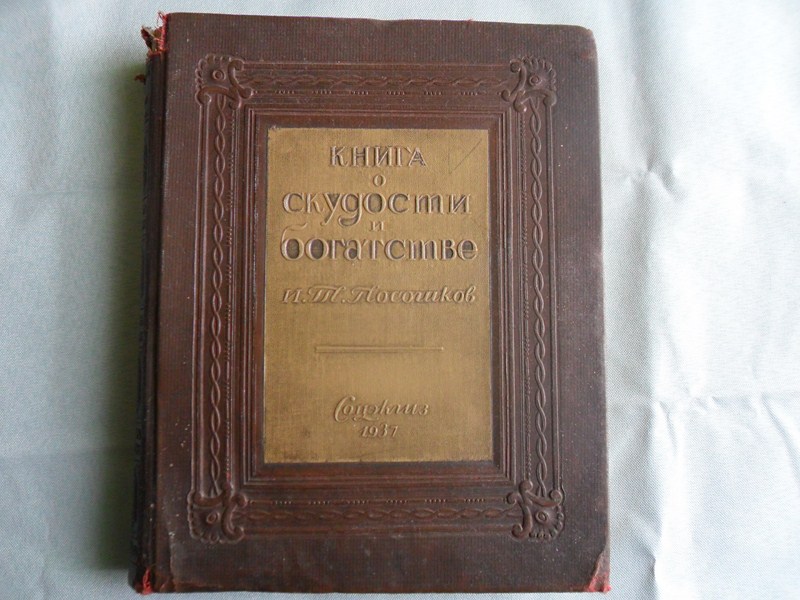 КНИГА
о
скудости
и
богатстве
И. Т. Посошков
Соцэкгиз
1937